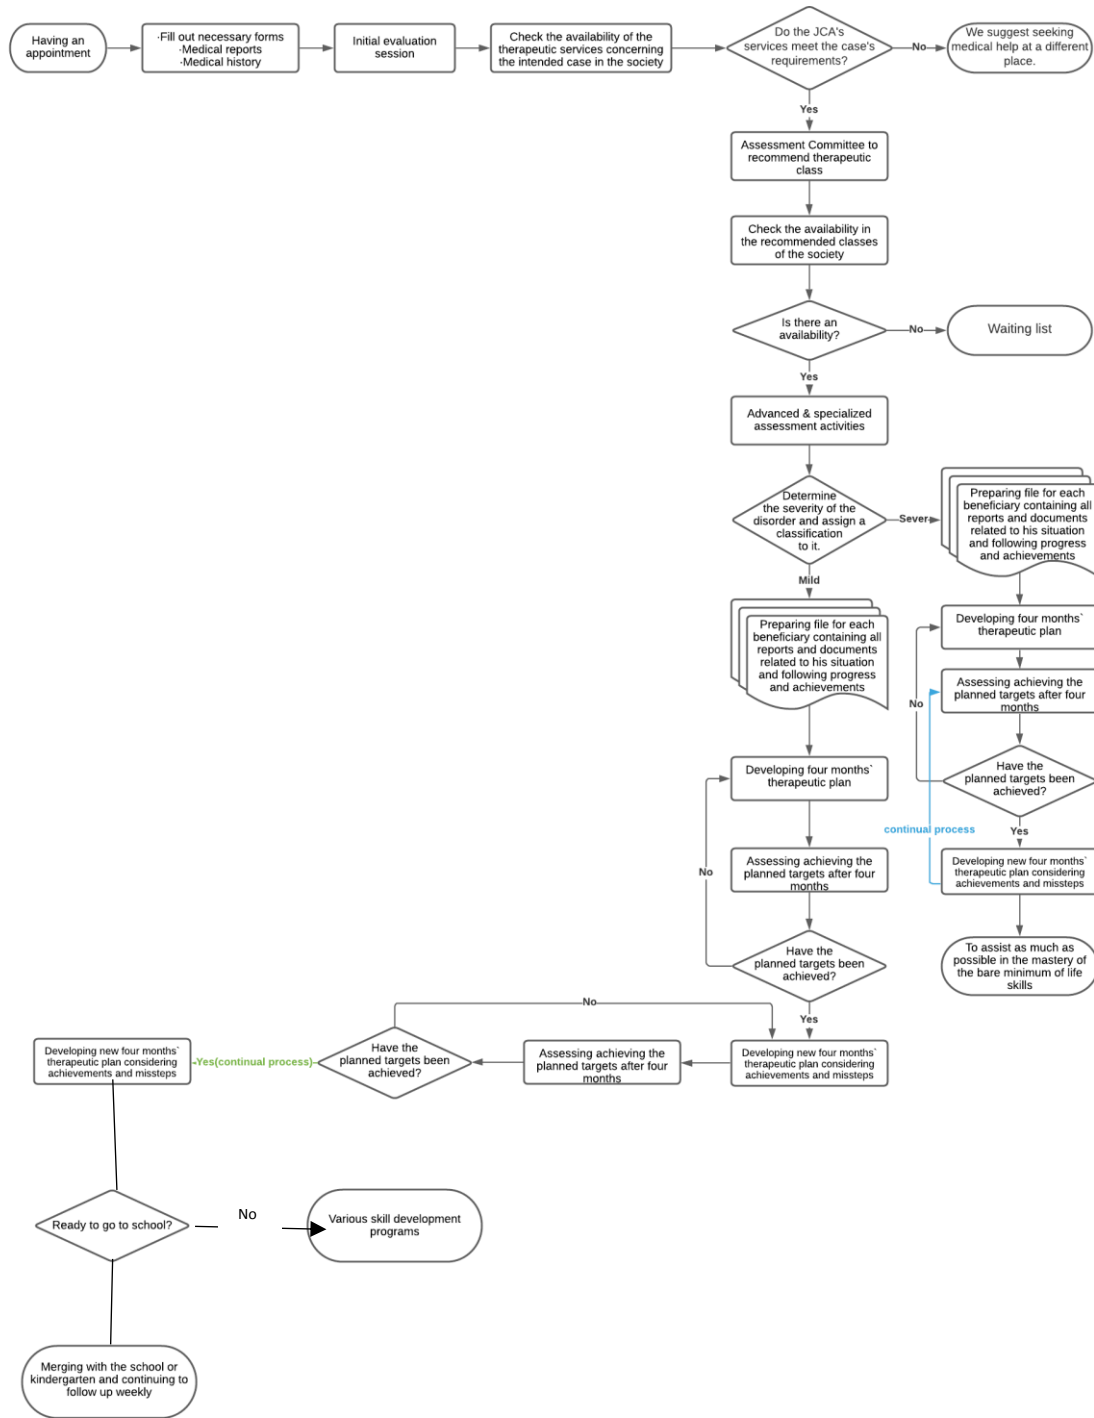 Having an
appointment
·Fill out necessary forms
·Medical reports
·Medical history
Initial evaluation
session
Check the availability of the
therapeutic services concerning
the intended case in the society
Do the JCA's
services meet the case's
requirements?
No
We suggest seeking
medical help at a different
place.
Yes
Assessment Committee to
recommend therapeutic
class
Check the availability in
the recommended classes
of the society
Is there an
availability?
No
Waiting list
Yes
Advanced & specialized
assessment activities
Determine
the severity of the
disorder and assign a
classification
to it.
Sever
Preparing file for each
beneficiary containing all
reports and documents
related to his situation
and following progress
and achievements
Mild
Preparing file for each
beneficiary containing all
reports and documents
related to his situation
and following progress
and achievements
Developing four months`
therapeutic plan
Assessing achieving the
planned targets after four
months
No
Have the
planned targets been
achieved?
continual process
Yes
Developing new four months`
therapeutic plan considering
achievements and missteps
To assist as much as
possible in the mastery of
the bare minimum of life
skills
Developing four months`
therapeutic plan
Assessing achieving the
planned targets after four
months
No
Have the
planned targets been
achieved?
Yes
No
Developing new four months`
therapeutic plan considering
achievements and missteps
Assessing achieving the
planned targets after four
months
Have the
planned targets been
achieved?
Yes(continual process)
Developing new four months`
therapeutic plan considering
achievements and missteps
Ready to go to school?
No
Various skill development
programs
Merging with the school or
kindergarten and continuing to
follow up weekly